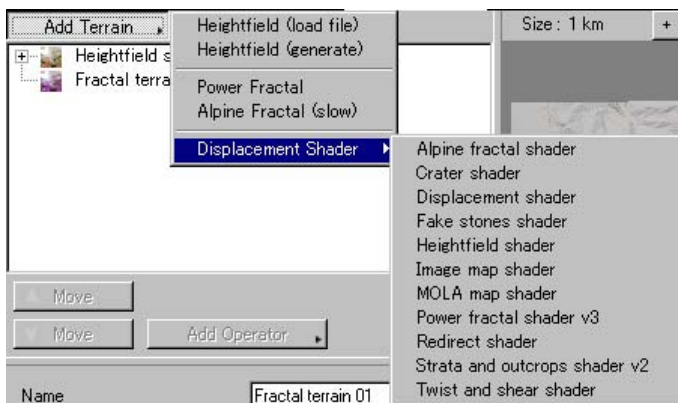 Add Terrain
Heightfield (load file)
Size : 1 km
+
Heightfield s
Heightfield (generate)
Fractal terra
Power Fractal
Alpine Fractal (slow)
Displacement Shader
Alpine fractal shader
Crater shader
Displacement shader
Fake stones shader
Heightfield shader
Image map shader
MOLA map shader
Power fractal shader v3
Redirect shader
Strata and outcrops shader v2
Twist and shear shader
Move
Move
Add Operator
Name
Fractal terrain 01